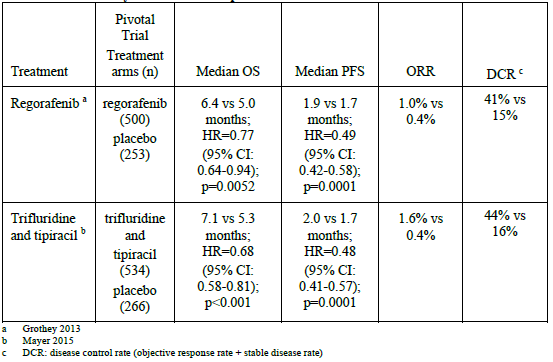 Pivotal
Trial
Treatment
Treatment arms (n) Median OS Median PFS ORR DCR c
Regorafenib a
regorafenib
(500)
placebo
(253)
6.4 vs 5.0
months;
HR=0.77
(95% CI:
0.64-0.94);
p=0.0052
1.9 vs 1.7
months;
HR=0.49
(95% CI:
0.42-0.58);
p=0.0001
1.0% vs
0.4%
41% vs
15%
Trifluridine
and tipiracil b
trifluridine
and
tipiracil
(534)
placebo
(266)
7.1 vs 5.3
months;
HR=0.68
(95% CI:
0.58-0.81);
p<0.001
2.0 vs 1.7
months;
HR=0.48
(95% CI:
0.41-0.57);
p=0.0001
1.6% vs
0.4%
44% vs
16%
a Grothey 2013
b Mayer 2015
c DCR: disease control rate (objective response rate + stable disease rate)